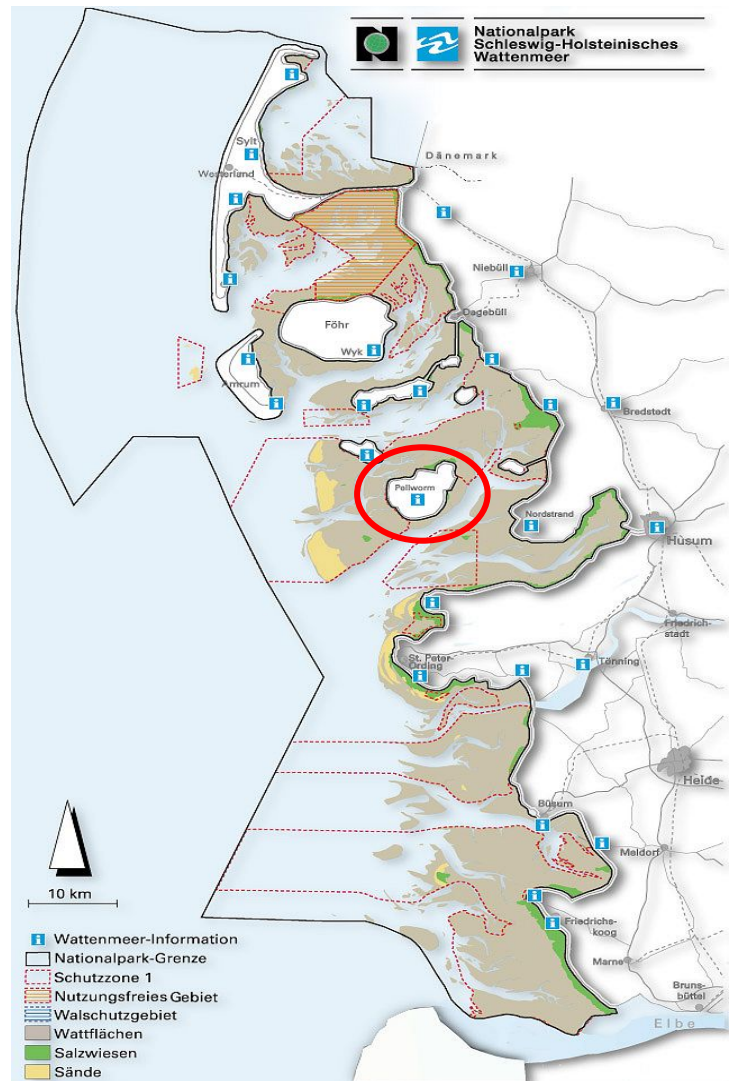 Nationalpark
Schleswig-Holsteinisches
Wattenmeer
Dänemark
Sylt
Westerland
Niebüll
Dagebüll
Föhr
Wyk
Amrum
Bredstedt
Pellworm
Nordstrand
Husum
Friedrich-
stadt
St. Peter-
Ording
Tönning
Heide
Büsum
Meldorf
10 km
Friedrichs-
koog
Marne
Bruns-
büttel
Elbe
Wattenmeer-Information
Nationalpark-Grenze
Schutzzone 1
Nutzungsfreies Gebiet
Walschutzgebiet
Wattflächen
Salzwiesen
Sände